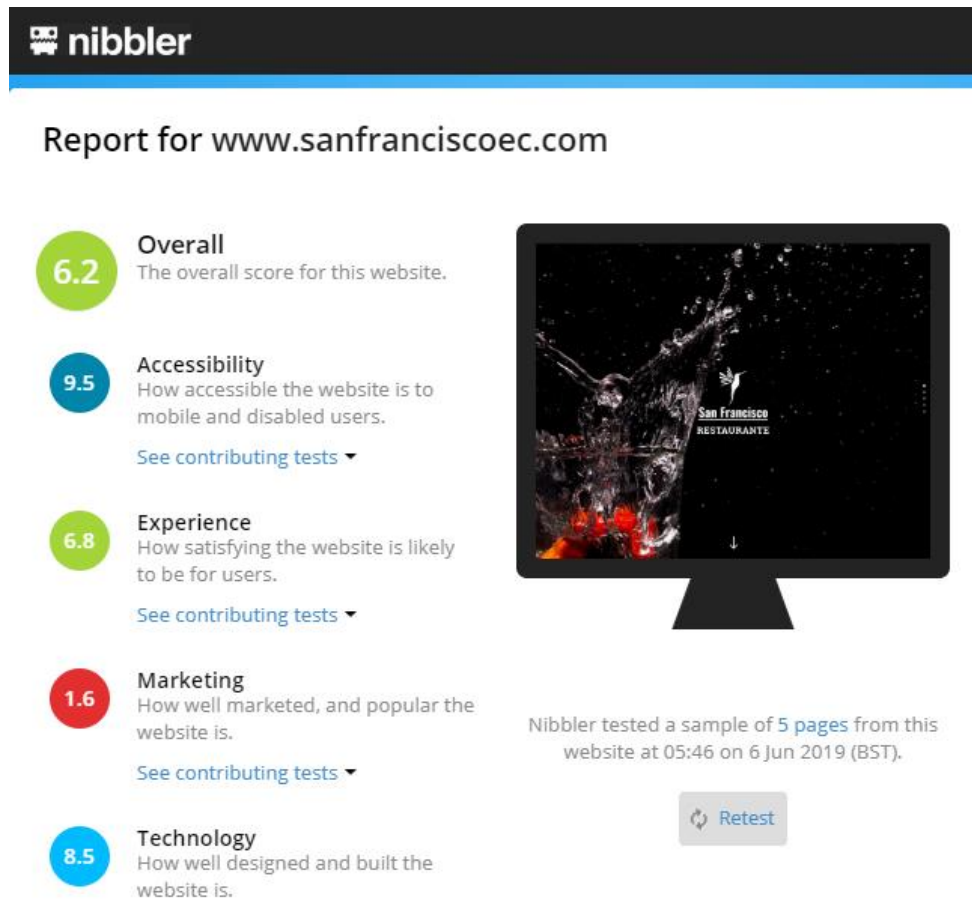 nibbler
Report for www.sanfranciscoec.com
6.2
Overall
The overall score for this website.
9.5
Accessibility
How accessible the website is to
mobile and disabled users.
See contributing tests
6.8
Experience
How satisfying the website is likely
to be for users.
See contributing tests
1.6
Marketing
How well marketed, and popular the
website is.
See contributing tests
8.5
Technology
How well designed and built the
website is.
San Francisco
RESTAURANTE
Nibbler tested a sample of 5 pages from this
website at 05:46 on 6 Jun 2019 (BST).
Retest